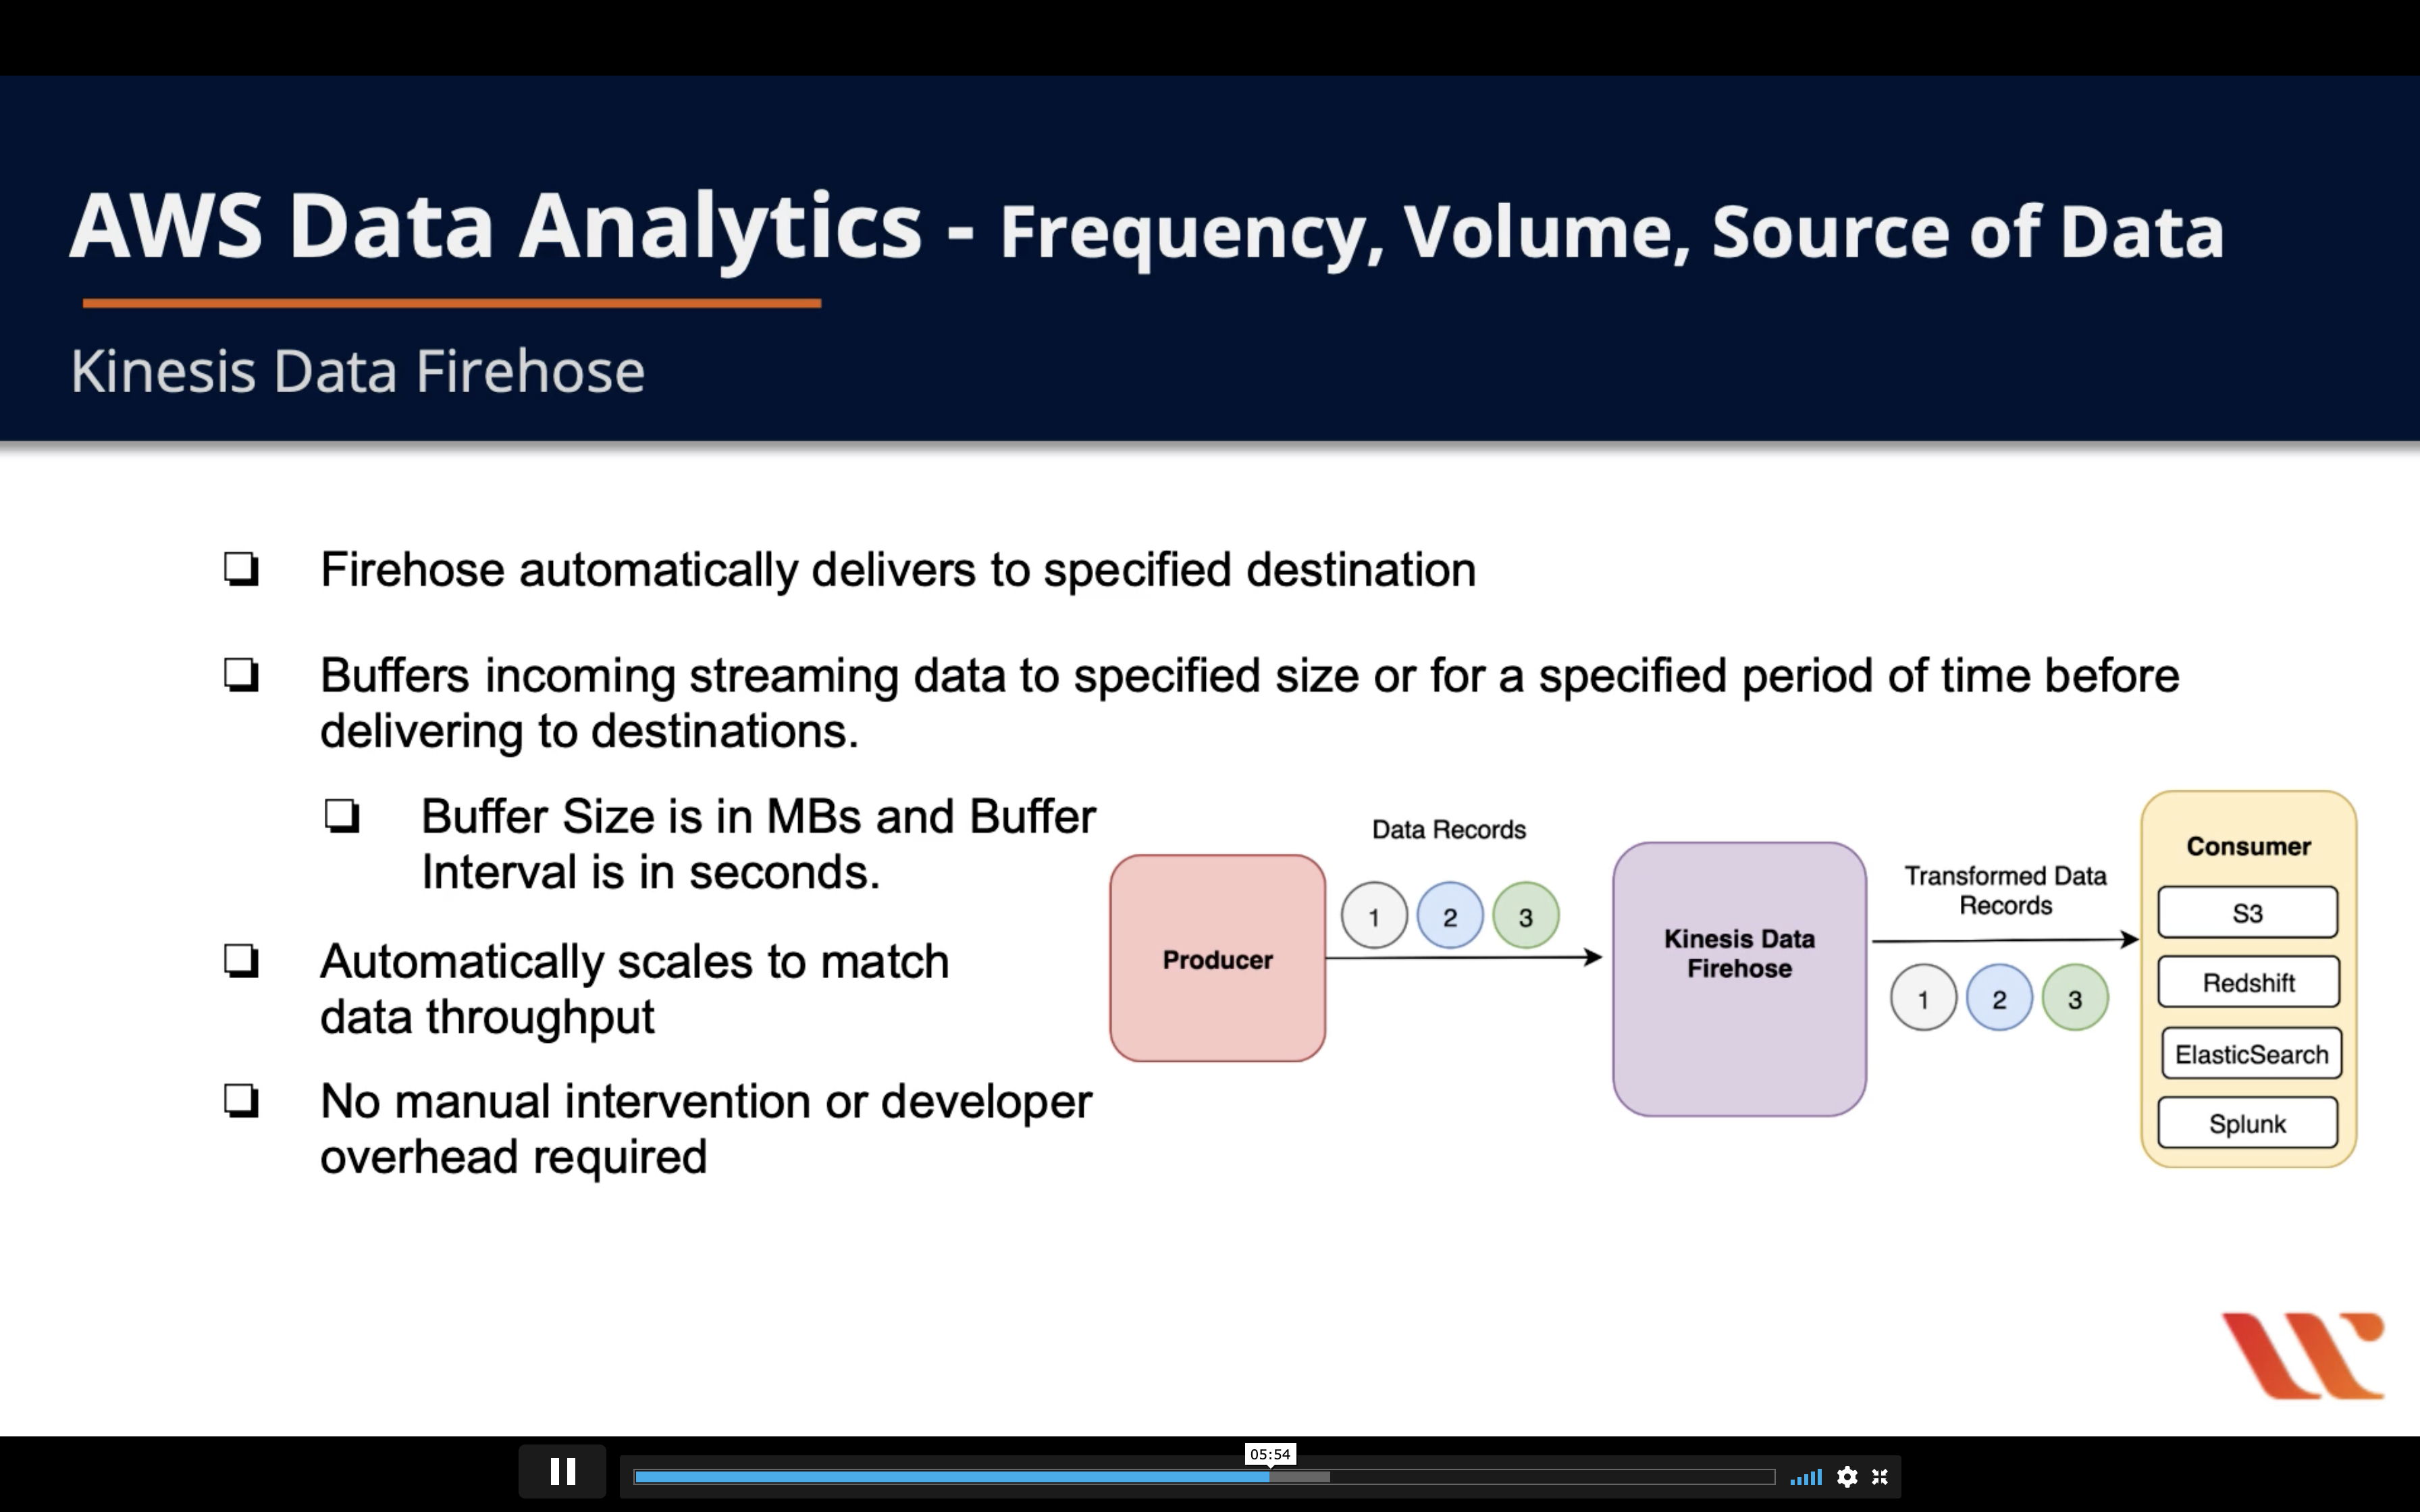 AWS Data Analytics - Frequency, Volume, Source of Data
Kinesis Data Firehose
Firehose automatically delivers to specified destination
Buffers incoming streaming data to specified size or for a specified period of time before
delivering to destinations.
Buffer Size is in MBs and Buffer
Interval is in seconds.
Automatically scales to match
data throughput
No manual intervention or developer
overhead required
Producer
Data Records
1 2 3
Kinesis Data
Firehose
Transformed Data
Records
1 2 3
Consumer
S3
Redshift
ElasticSearch
Splunk
05:54